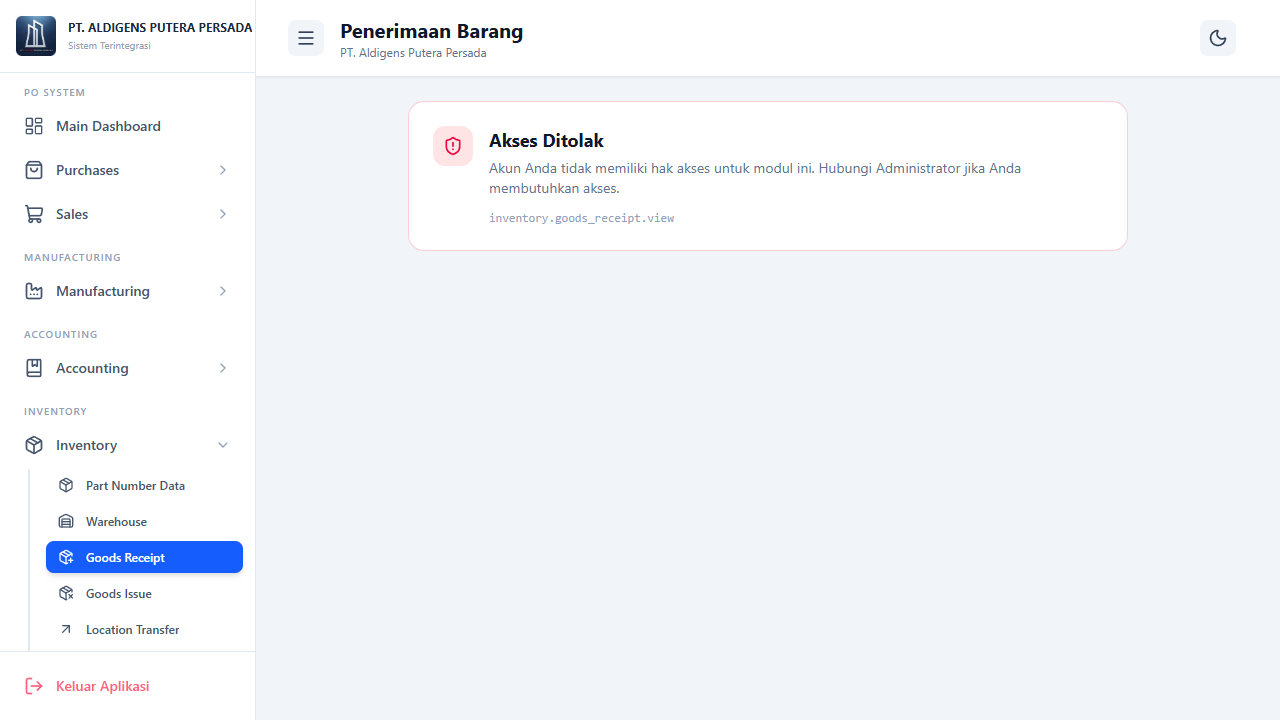 PT. ALDIGENS PUTERA PERSADA
Sistem Terintegrasi
PO SYSTEM
Main Dashboard
Purchases
Sales
MANUFACTURING
Manufacturing
ACCOUNTING
Accounting
INVENTORY
Inventory
Part Number Data
Warehouse
Goods Receipt
Goods Issue
Location Transfer
Keluar Aplikasi
Penerimaan Barang
PT. Aldigens Putera Persada
Akses Ditolak
Akun Anda tidak memiliki hak akses untuk modul ini. Hubungi Administrator jika Anda
membutuhkan akses.
inventory.goods_receipt.view